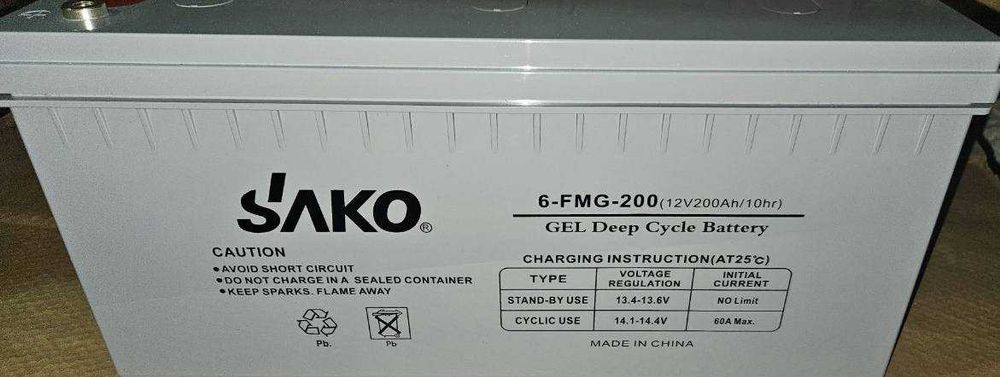 SAKO®
6-FMG-200(12V200Ah/10hr)
GEL Deep Cycle Battery
CAUTION
•AVOID SHORT CIRCUIT
•DO NOT CHARGE IN A SEALED CONTAINER
•KEEP SPARKS. FLAME AWAY
Pb.
Pb
CHARGING INSTRUCTION(AT25℃)
TYPE VOLTAGE REGULATION INITIAL CURRENT
STAND-BY USE 13.4-13.6V NO Limit
CYCLIC USE 14.1-14.4V 60A Max.
MADE IN CHINA